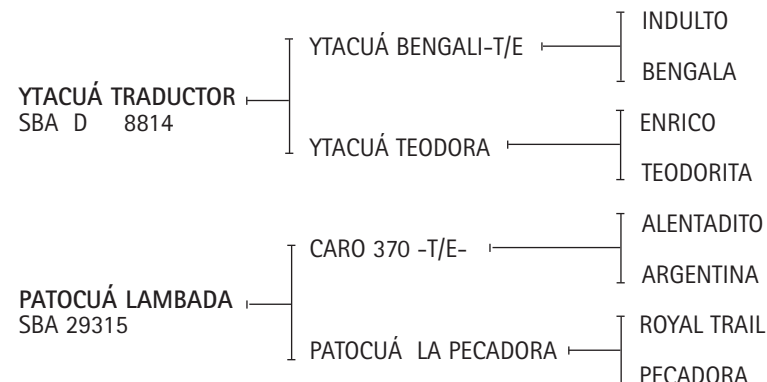 INDULTO
YTACUÁ BENGALI-T/E
BENGALA
YTACUÁ TRADUCTOR
SBA D 8814
ENRICO
YTACUÁ TEODORA
TEODORITA
ALENTADITO
CARO 370 -T/E-
ARGENTINA
PATOCUÁ LAMBADA
SBA 29315
ROYAL TRAIL
PATOCUÁ LA PECADORA
PECADORA